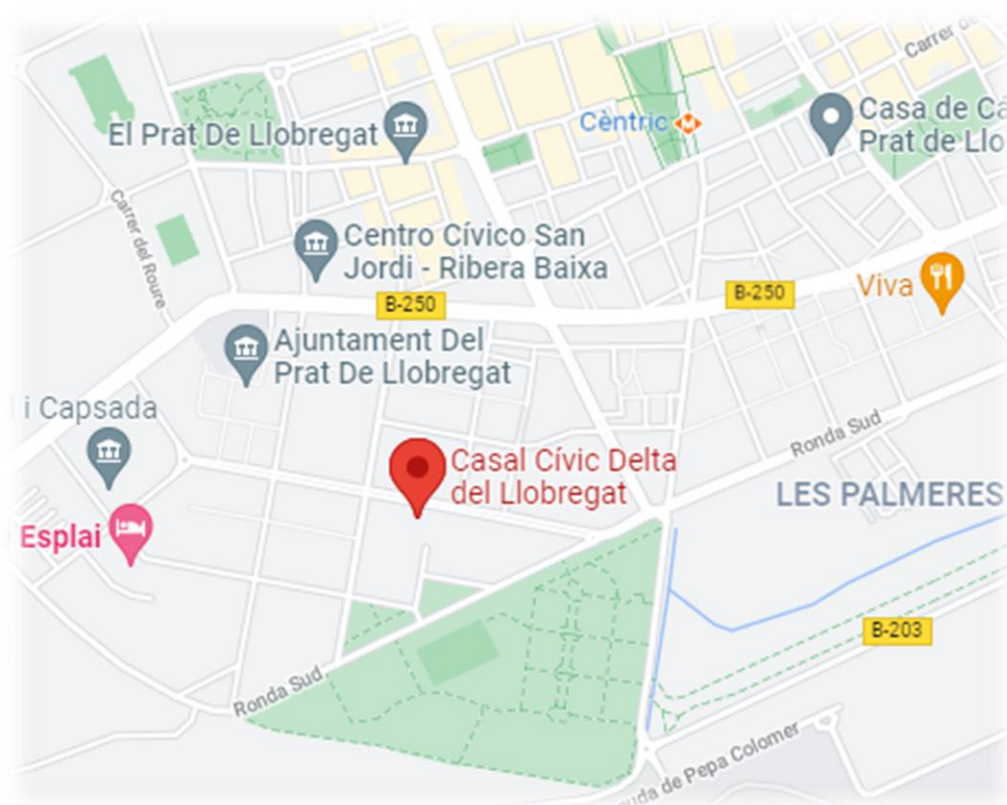 Carrer de
El Prat De Llobregat
Cèntric
M
Casa de Ca
Prat de Llo
Carrer del Roure
Centro Cívico San
Jordi - Ribera Baixa
B-250
B-250
Viva
Ajuntament Del
Prat De Llobregat
i Capsada
Ronda Sud
Casal Cívic Delta
del Llobregat
LES PALMERES
Esplai
B-203
Ronda Sud
uda de Pepa Colomer